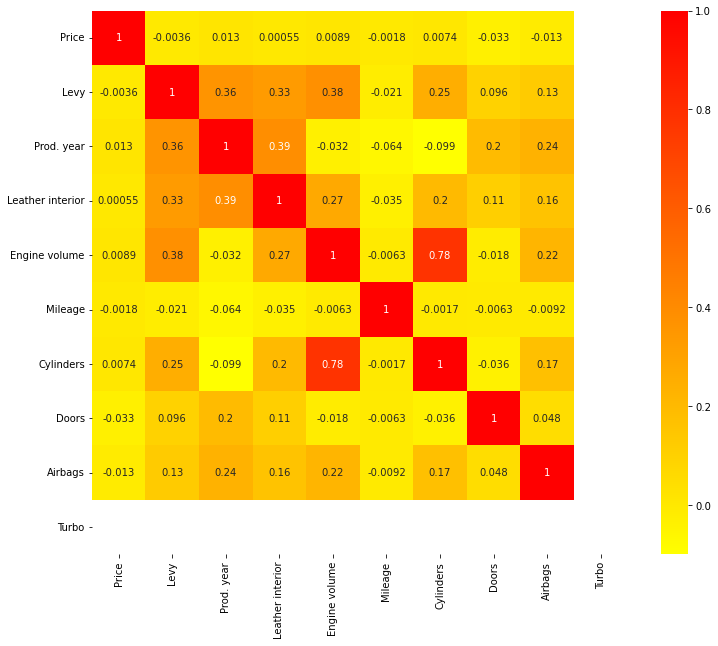 1.0
Price 1 -0.0036 0.013 0.00055 0.0089 -0.0018 0.0074 -0.033 -0.013
Levy -0.0036 1 0.36 0.33 0.38 -0.021 0.25 0.096 0.13
0.8
Prod. year 0.013 0.36 1 0.39 -0.032 -0.064 -0.099 0.2 0.24
Leather interior 0.00055 0.33 0.39 1 0.27 -0.035 0.2 0.11 0.16
0.6
Engine volume 0.0089 0.38 -0.032 0.27 1 -0.0063 0.78 -0.018 0.22
0.4
Mileage -0.0018 -0.021 -0.064 -0.035 -0.0063 1 -0.0017 -0.0063 -0.0092
Cylinders 0.0074 0.25 -0.099 0.2 0.78 -0.0017 1 -0.036 0.17
0.2
Doors -0.033 0.096 0.2 0.11 -0.018 -0.0063 -0.036 1 0.048
Airbags -0.013 0.13 0.24 0.16 0.22 -0.0092 0.17 0.048 1
0.0
Turbo
Price Levy Prod. year Leather interior Engine volume Mileage Cylinders Doors Airbags Turbo